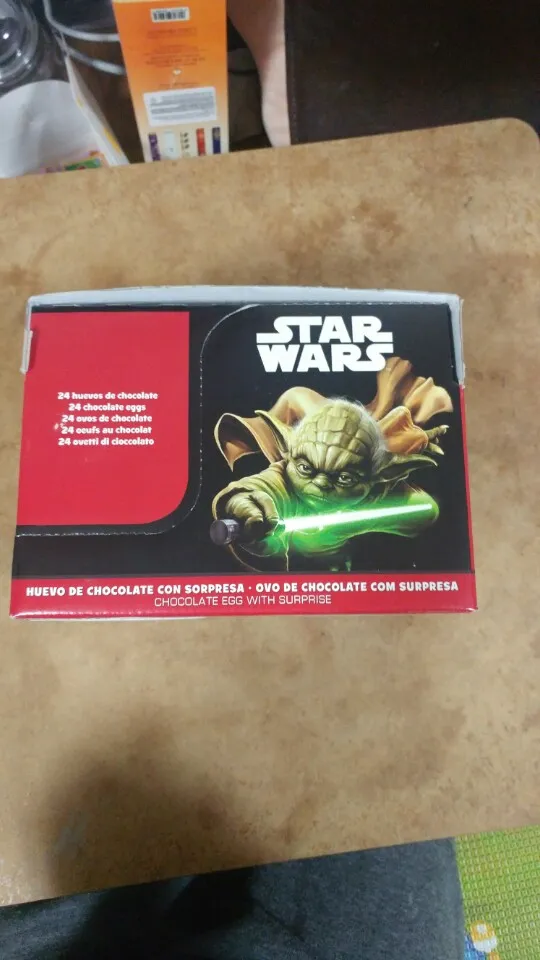 STAR
WARS
24 huevos de chocolate
24 chocolate eggs
24 ovos de chocolate
24 oeufs au chocolat
24 ovetti di cioccolato
HUEVO DE CHOCOLATE CON SORPRESA · OVO DE CHOCOLATE COM SURPRESA
CHOCOLATE EGG WITH SURPRISE